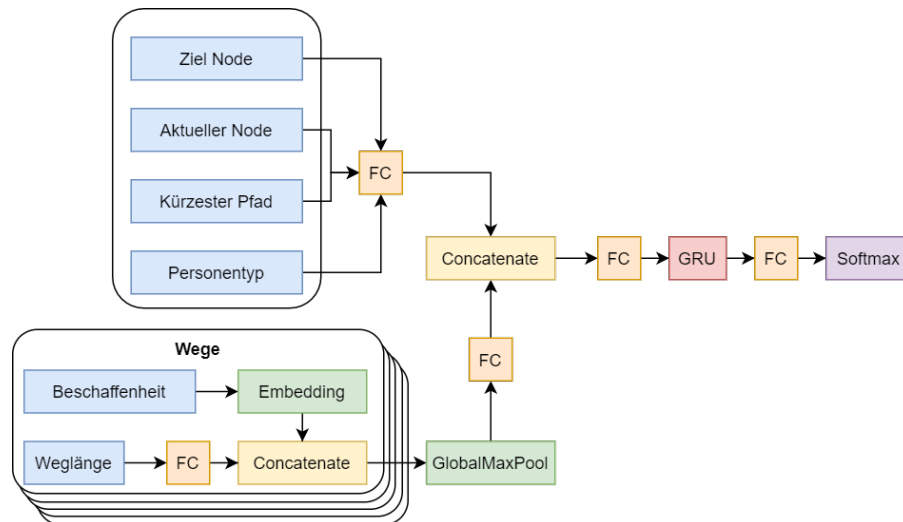 Ziel Node
Aktueller Node
Kürzester Pfad
Personentyp
FC
Concatenate
FC
GRU
FC
Softmax
FC
Wege
Beschaffenheit
Embedding
Weglänge
FC
Concatenate
GlobalMaxPool